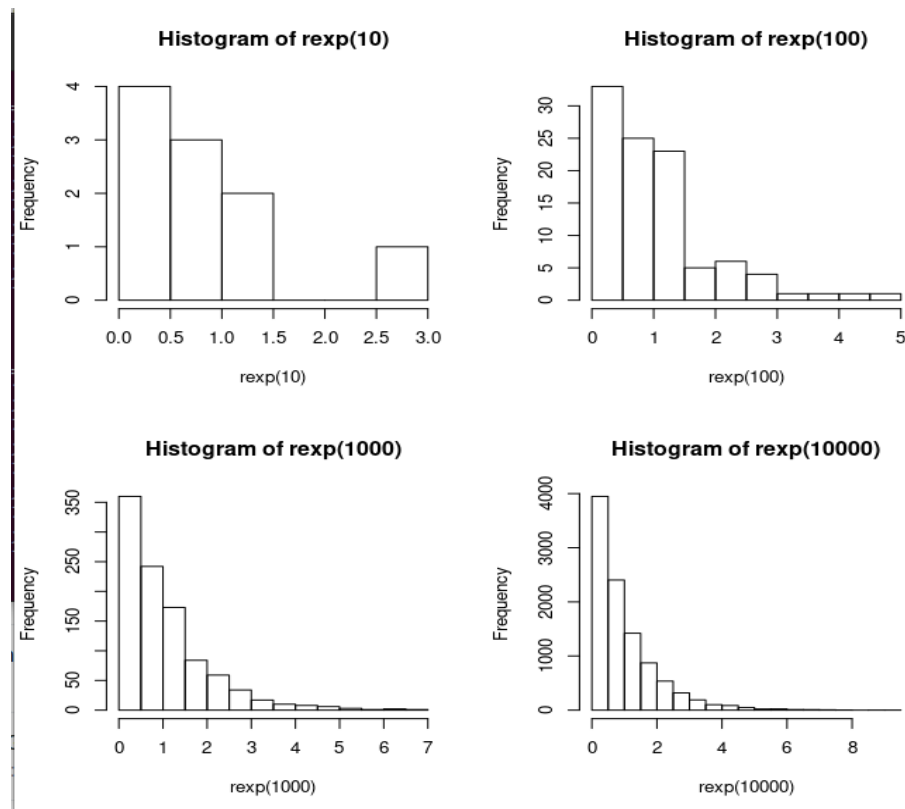 Histogram of rexp(10)
Frequency
0
1
2
3
4
0.0 0.5 1.0 1.5 2.0 2.5 3.0
rexp(10)
Histogram of rexp(100)
Frequency
0 5 10 15 20 25 30
0 1 2 3 4 5
rexp(100)
Histogram of rexp(1000)
Frequency
0 50 150 250 350
0 1 2 3 4 5 6 7
rexp(1000)
Histogram of rexp(10000)
Frequency
0 1000 2000 3000 4000
0 2 4 6 8
rexp(10000)